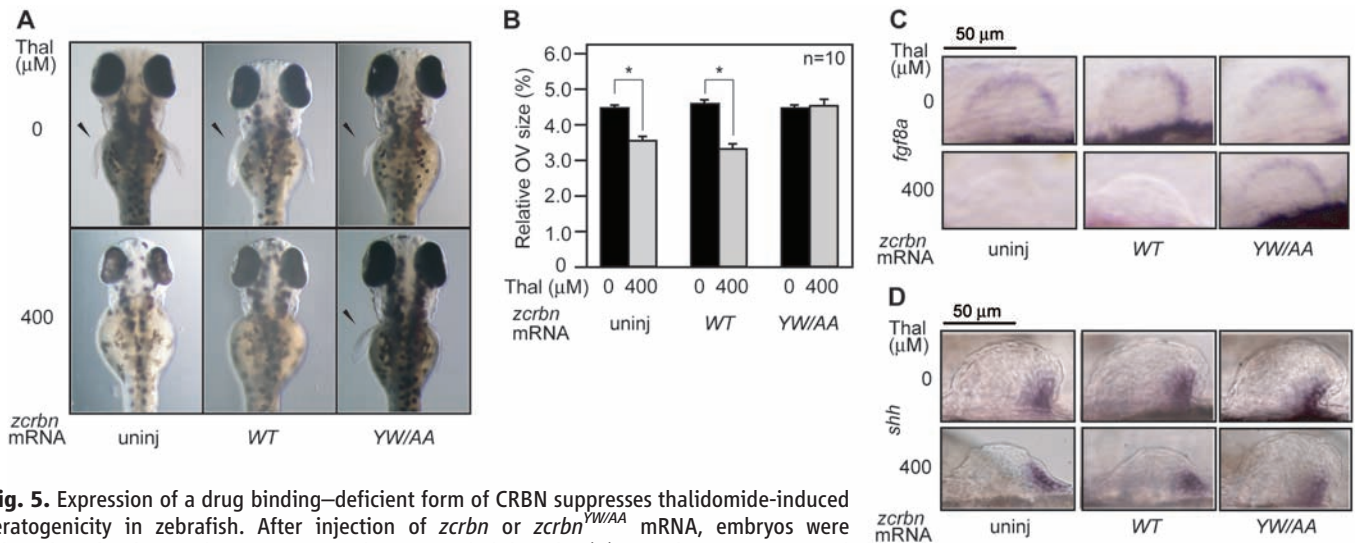 A
Thal
(μM)
0
400
zcrbn
mRNA
uninj
WT
YW/AA
B
Relative OV size (%)
6.0
5.0
4.0
3.0
2.0
1.0
0
n=10
* *
Thal (μM) 0 400 0 400 0 400
zcrbn
mRNA
uninj WT YW/AA
C
50 μm
Thal
(μM)
0
fgf8a
400
zcrbn
mRNA
uninj WT YW/AA
D
50 μm
Thal
(μM)
0
shh
400
zcrbn
mRNA
uninj WT YW/AA
ig. 5. Expression of a drug binding–deficient form of CRBN suppresses thalidomide-induced
eratogenicity in zebrafish. After injection of zcrbn or zcrbnYW/AA mRNA, embryos were